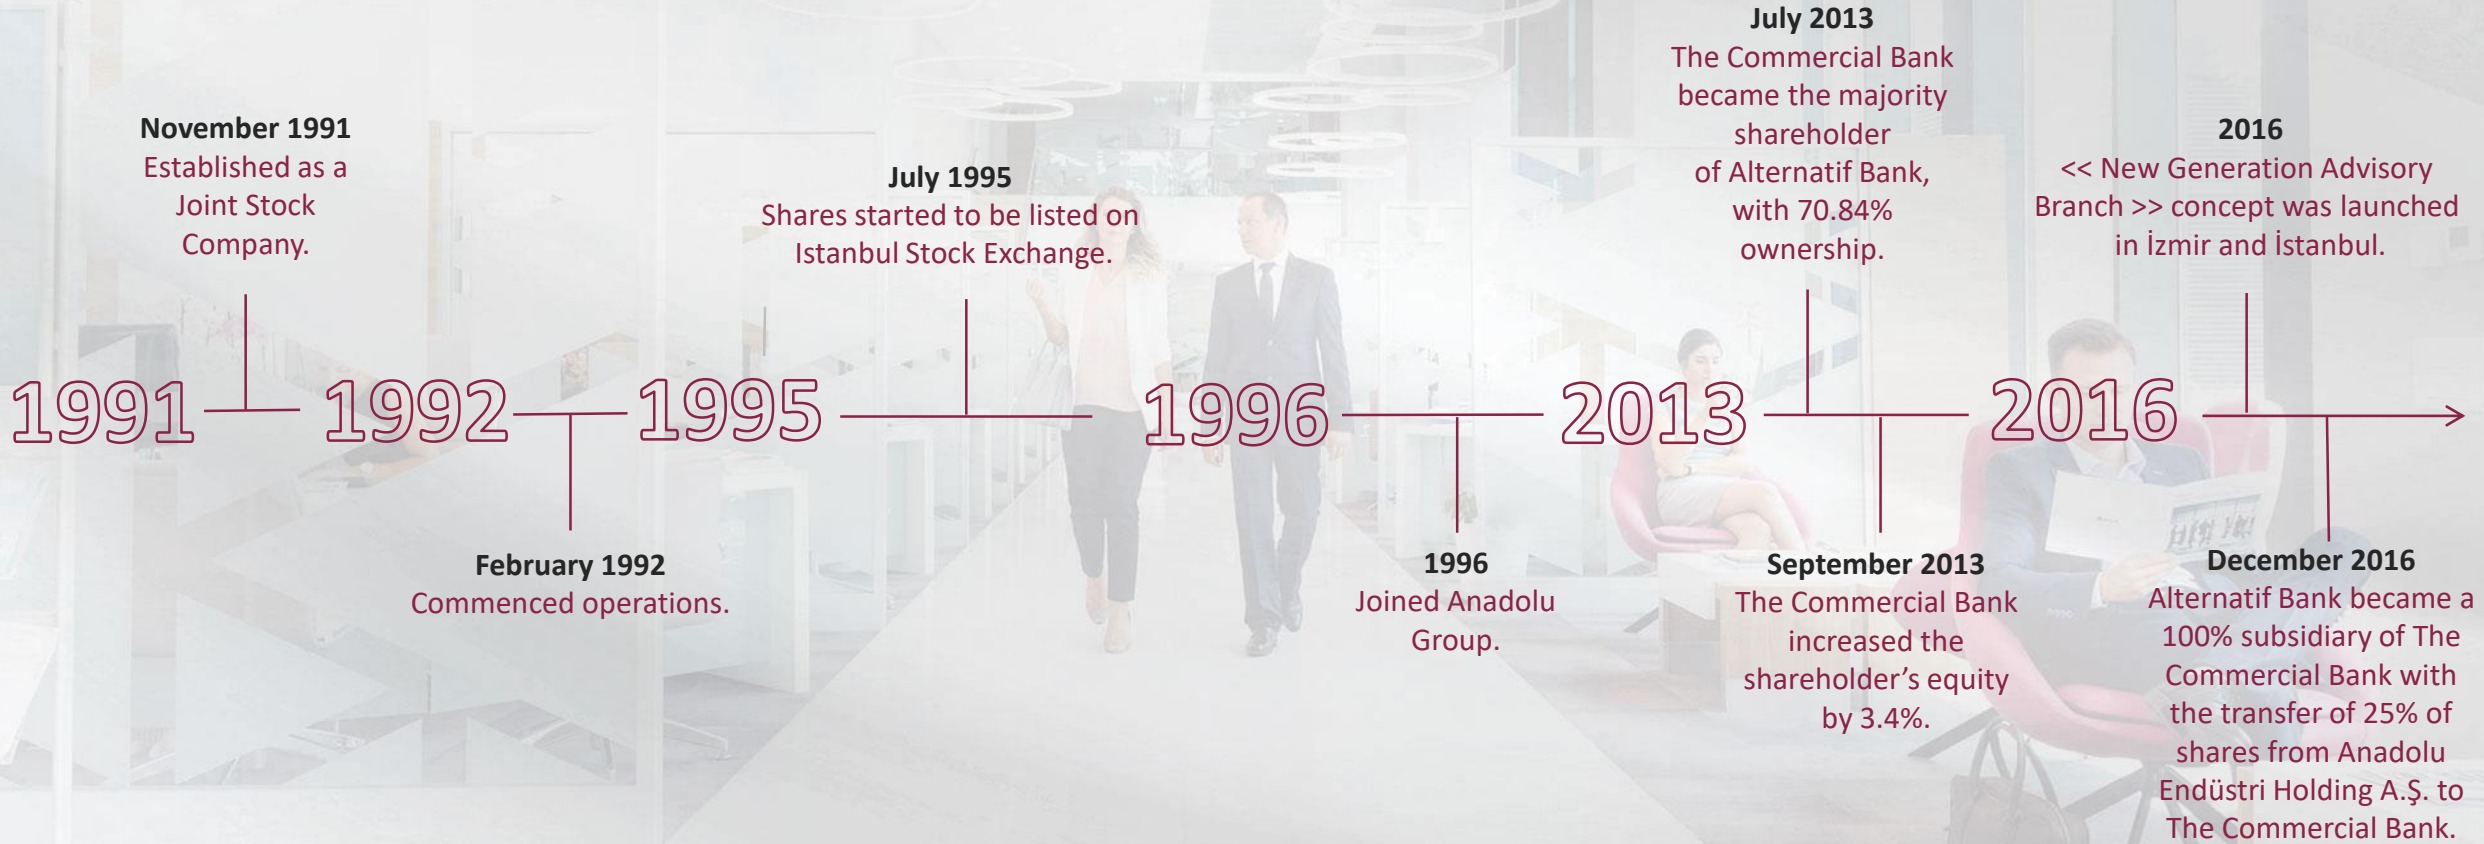 November 1991
Established as a
Joint Stock
Company.
July 1995
Shares started to be listed on
Istanbul Stock Exchange.
July 2013
The Commercial Bank
became the majority
shareholder
of Alternatif Bank,
with 70.84%
ownership.
2016
<< New Generation Advisory
Branch >> concept was launched
in İzmir and İstanbul.
1991
1992
1995
1996
2013
2016
February 1992
Commenced operations.
1996
Joined Anadolu
Group.
September 2013
The Commercial Bank
increased the
shareholder’s equity
by 3.4%.
December 2016
Alternatif Bank became a
100% subsidiary of The
Commercial Bank with
the transfer of 25% of
shares from Anadolu
Endüstri Holding A.Ş. to
The Commercial Bank.